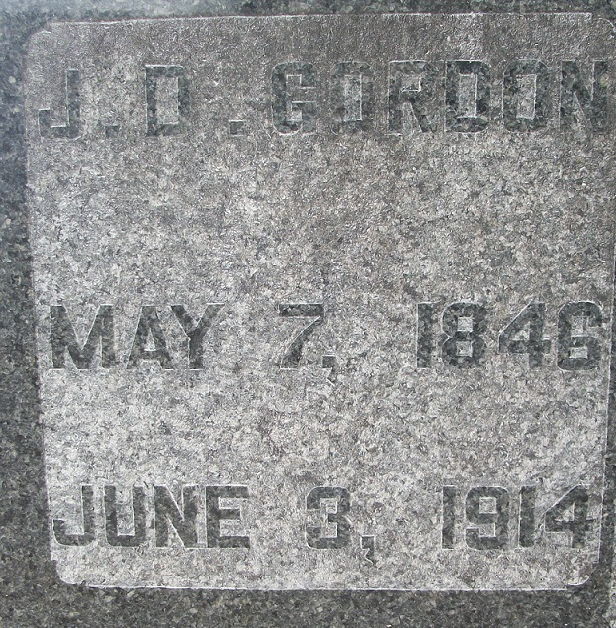 J.D. GORDON
MAY 7, 1846
JUNE 3, 1914